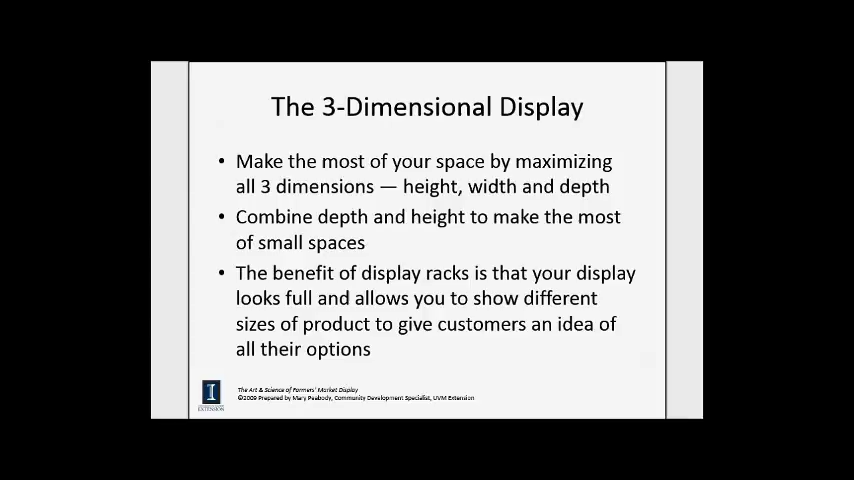 The 3-Dimensional Display
• Make the most of your space by maximizing
all 3 dimensions — height, width and depth
• Combine depth and height to make the most
of small spaces
• The benefit of display racks is that your display
looks full and allows you to show different
sizes of product to give customers an idea of
all their options
The Art & Science of Farmers' Market Display
©2009 Prepared by Mary Peabody, Community Development Specialist, UVM Extension
I
EXTENSION